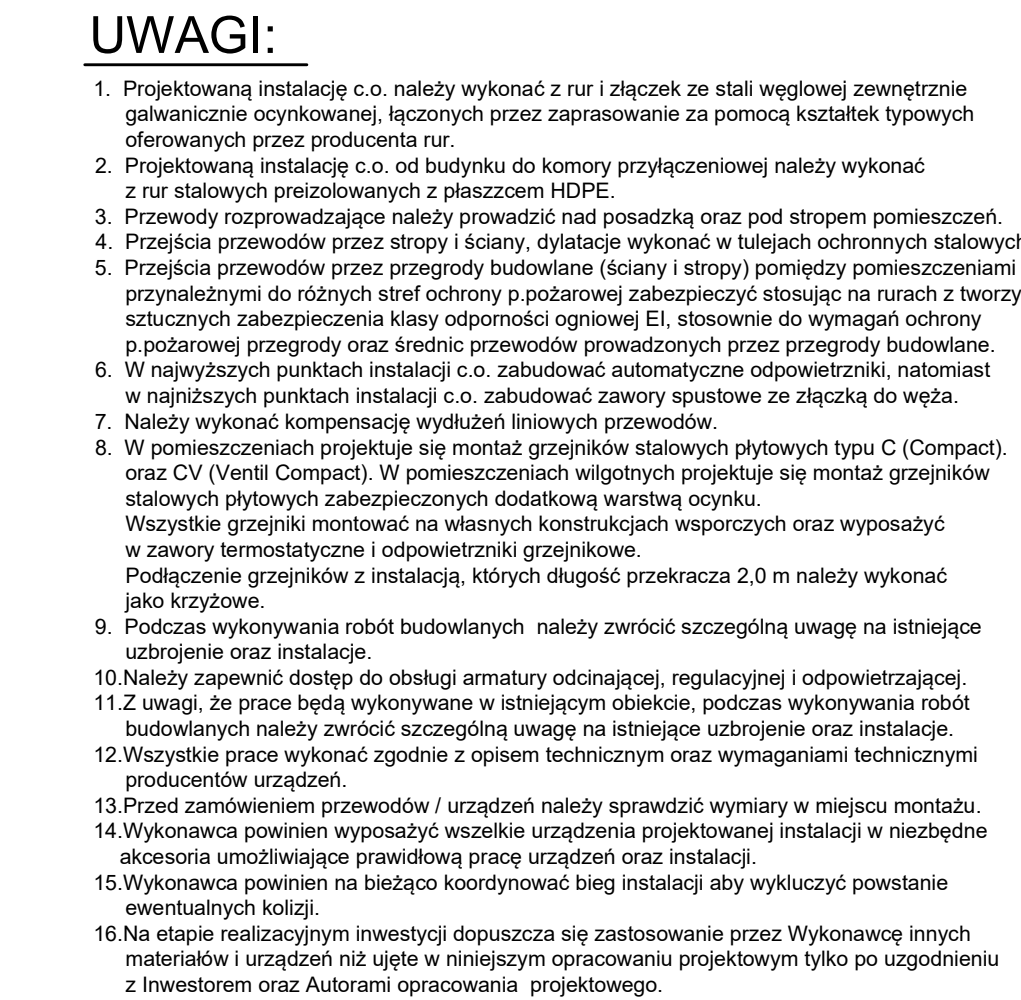 UWAGI:
1. Projektowaną instalację c.o. należy wykonać z rur i złączek ze stali węglowej zewnętrznie
galwanicznie ocynkowanej, łączonych przez zaprasowanie za pomocą kształtek typowych
oferowanych przez producenta rur.
2. Projektowaną instalację c.o. od budynku do komory przyłączeniowej należy wykonać
z rur stalowych preizolowanych z płaszzcem HDPE.
3. Przewody rozprowadzające należy prowadzić nad posadzką oraz pod stropem pomieszczeń.
4. Przejścia przewodów przez stropy i ściany, dylatacje wykonać w tulejach ochronnych stalowych
5. Przejścia przewodów przez przegrody budowlane (ściany i stropy) pomiędzy pomieszczeniami
przynależnymi do różnych stref ochrony p.pożarowej zabezpieczyć stosując na rurach z tworzy
sztucznych zabezpieczenia klasy odporności ogniowej EI, stosownie do wymagań ochrony
p.pożarowej przegrody oraz średnic przewodów prowadzonych przez przegrody budowlane.
6. W najwyższych punktach instalacji c.o. zabudować automatyczne odpowietrzniki, natomiast
w najniższych punktach instalacji c.o. zabudować zawory spustowe ze złączką do węża.
7. Należy wykonać kompensację wydłużeń liniowych przewodów.
8. W pomieszczeniach projektuje się montaż grzejników stalowych płytowych typu C (Compact).
oraz CV (Ventil Compact). W pomieszczeniach wilgotnych projektuje się montaż grzejników
stalowych płytowych zabezpieczonych dodatkową warstwą ocynku.
Wszystkie grzejniki montować na własnych konstrukcjach wsporczych oraz wyposażyć
w zawory termostatyczne i odpowietrzniki grzejnikowe.
Podłączenie grzejników z instalacją, których długość przekracza 2,0 m należy wykonać
jako krzyżowe.
9. Podczas wykonywania robót budowlanych  należy zwrócić szczególną uwagę na istniejące
uzbrojenie oraz instalacje.
10.Należy zapewnić dostęp do obsługi armatury odcinającej, regulacyjnej i odpowietrzającej.
11.Z uwagi, że prace będą wykonywane w istniejącym obiekcie, podczas wykonywania robót
budowlanych należy zwrócić szczególną uwagę na istniejące uzbrojenie oraz instalacje.
12.Wszystkie prace wykonać zgodnie z opisem technicznym oraz wymaganiami technicznymi
producentów urządzeń.
13.Przed zamówieniem przewodów / urządzeń należy sprawdzić wymiary w miejscu montażu.
14.Wykonawca powinien wyposażyć wszelkie urządzenia projektowanej instalacji w niezbędne
akcesoria umożliwiające prawidłową pracę urządzeń oraz instalacji.
15.Wykonawca powinien na bieżąco koordynować bieg instalacji aby wykluczyć powstanie
ewentualnych kolizji.
16.Na etapie realizacyjnym inwestycji dopuszcza się zastosowanie przez Wykonawcę innych
materiałów i urządzeń niż ujęte w niniejszym opracowaniu projektowym tylko po uzgodnieniu
z Inwestorem oraz Autorami opracowania  projektowego.